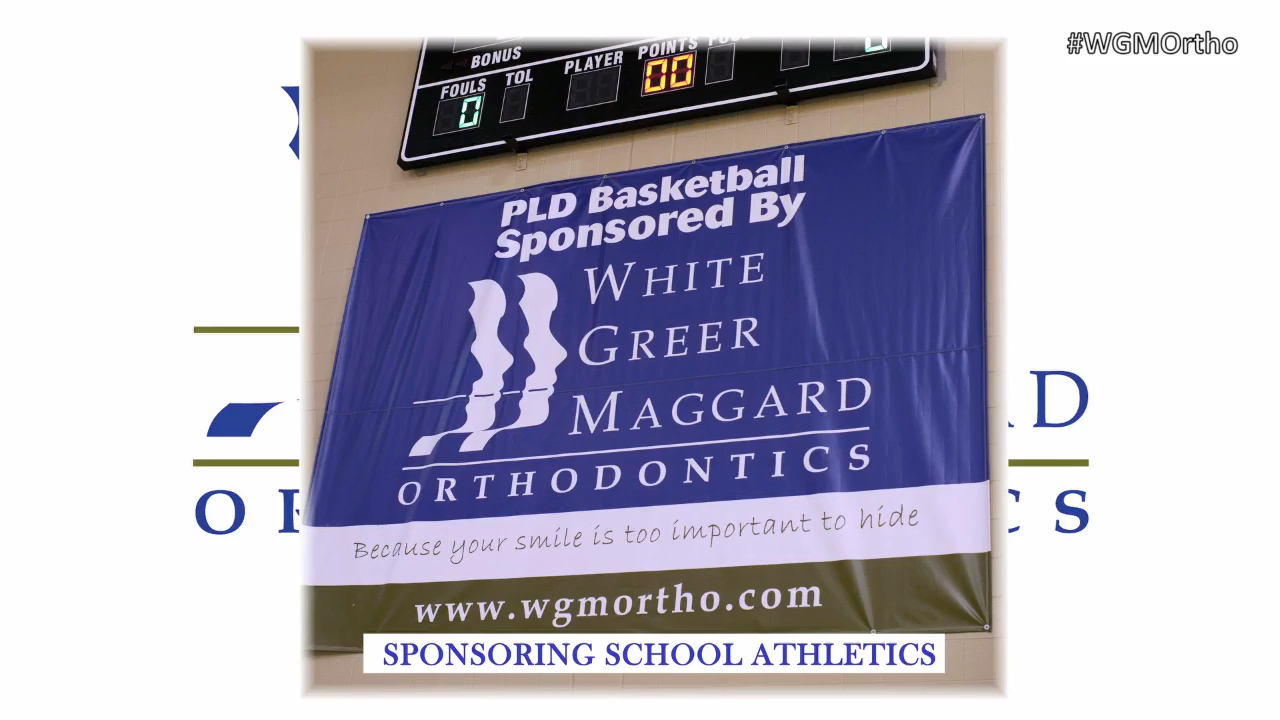 #WGMOrtho
BONUS
FOULS TOL PLAYER POINTS
0 00 0
PLD Basketball
Sponsored By
WHITE
GREER
MAGGARD
ORTHODONTICS
Because your smile is too important to hide
www.wgmortho.com
SPONSORING SCHOOL ATHLETICS